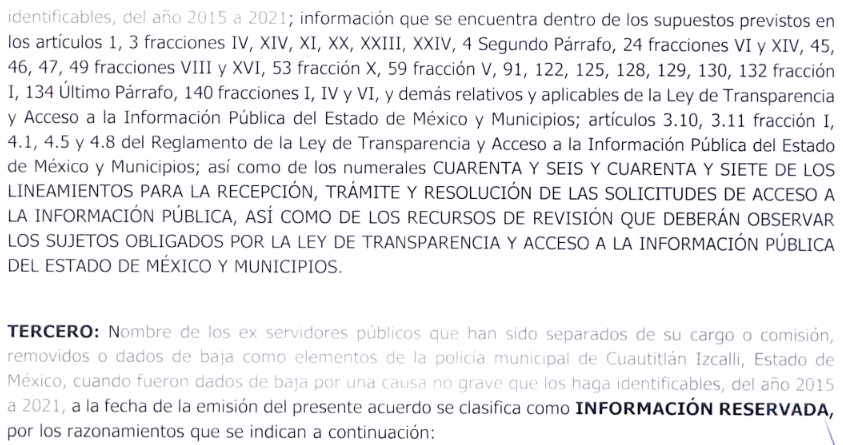 identificables, del año 2015 a 2021; información que se encuentra dentro de los supuestos previstos en
los artículos 1, 3 fracciones IV, XIV, XI, XX, XXIII, XXIV, 4 Segundo Párrafo, 24 fracciones VI y XIV, 45,
46, 47, 49 fracciones VIII y XVI, 53 fracción X, 59 fracción V, 91, 122, 125, 128, 129, 130, 132 fracción
I, 134 Último Párrafo, 140 fracciones I, IV y VI, y demás relativos y aplicables de la Ley de Transparencia
y Acceso a la Información Pública del Estado de México y Municipios; artículos 3.10, 3.11 fracción I,
4.1, 4.5 y 4.8 del Reglamento de la Ley de Transparencia y Acceso a la Información Pública del Estado
de México y Municipios; así como de los numerales CUARENTA Y SEIS Y CUARENTA Y SIETE DE LOS
LINEAMIENTOS PARA LA RECEPCIÓN, TRÁMITE Y RESOLUCIÓN DE LAS SOLICITUDES DE ACCESO A
LA INFORMACIÓN PÚBLICA, ASÍ COMO DE LOS RECURSOS DE REVISIÓN QUE DEBERÁN OBSERVAR
LOS SUJETOS OBLIGADOS POR LA LEY DE TRANSPARENCIA Y ACCESO A LA INFORMACIÓN PÚBLICA
DEL ESTADO DE MÉXICO Y MUNICIPIOS.
TERCERO: Nombre de los ex servidores públicos que han sido separados de su cargo o comisión,
removidos o dados de baja como elementos de la policía municipal de Cuautitlán Izcalli, Estado de
México, cuando fueron dados de baja por una causa no grave que los haga identificables, del año 2015
a 2021, a la fecha de la emisión del presente acuerdo se clasifica como INFORMACIÓN RESERVADA,
por los razonamientos que se indican a continuación: